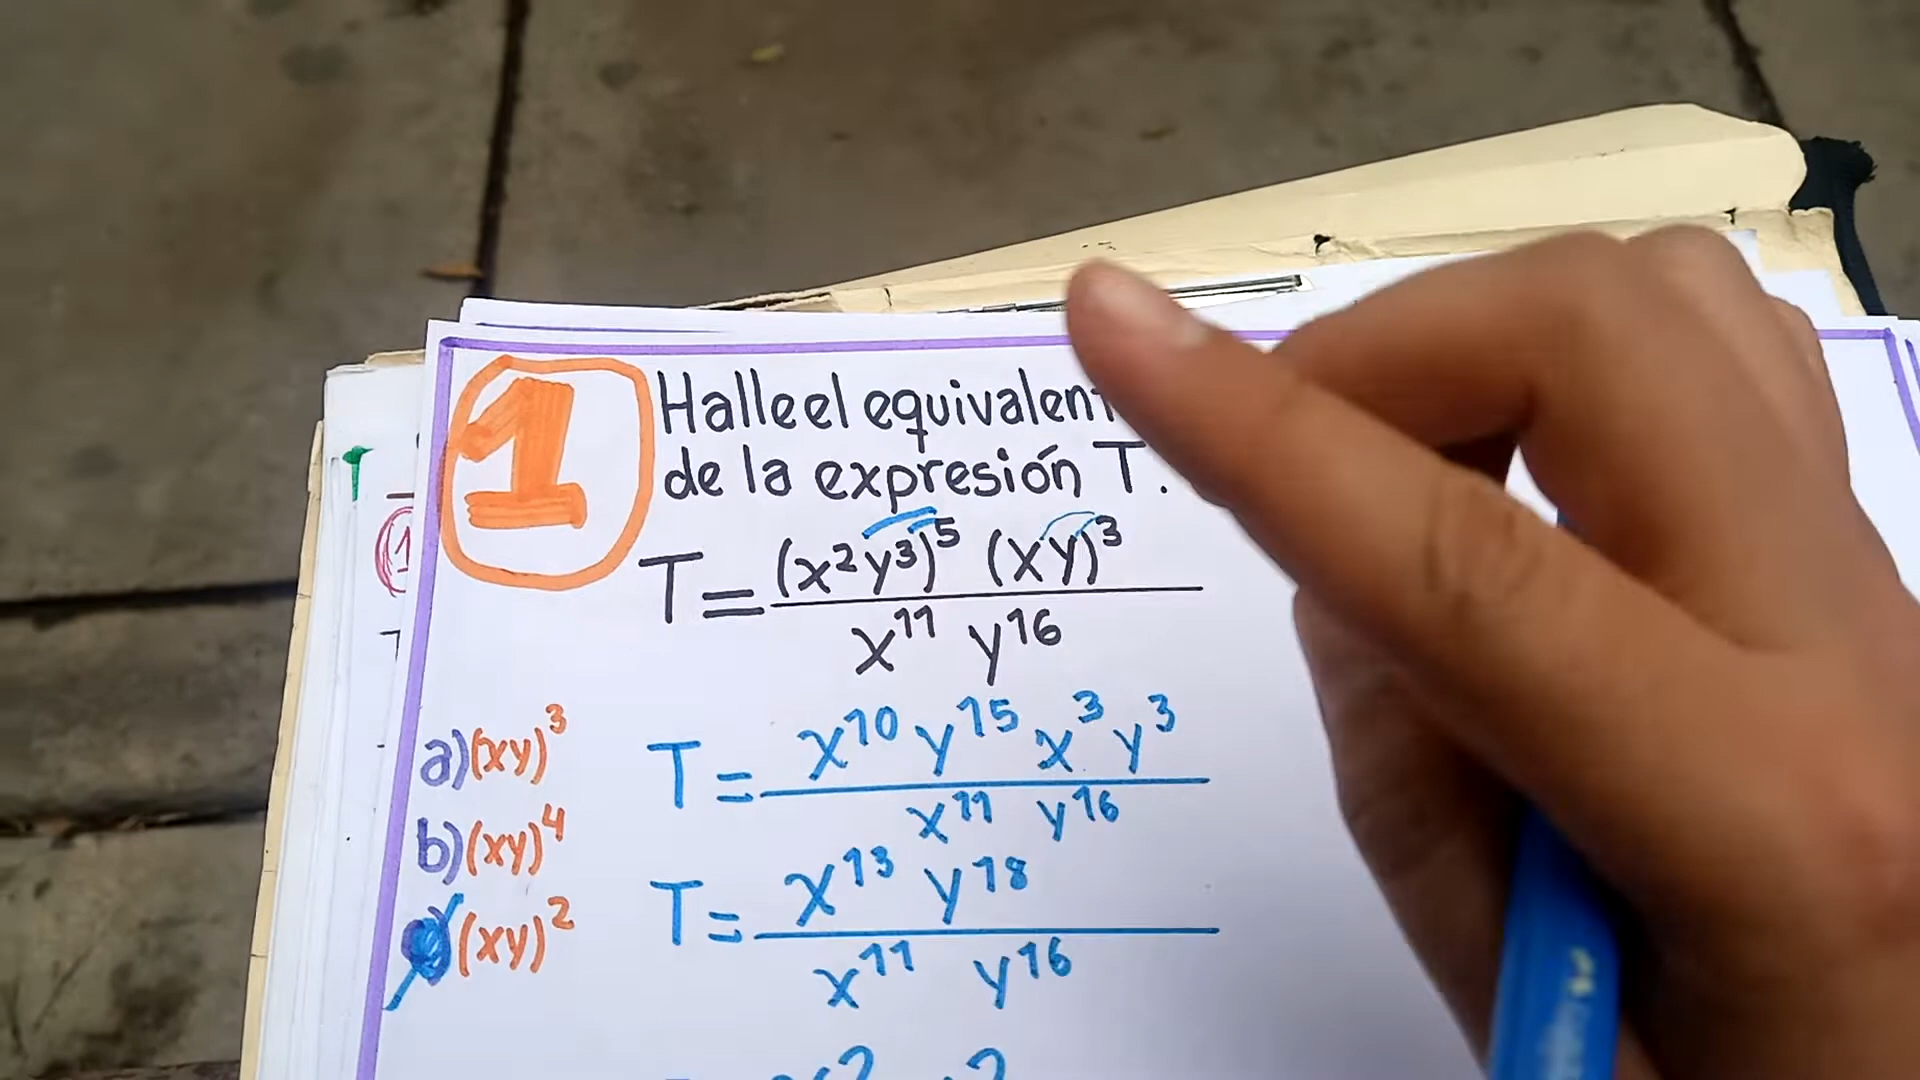 1 Halle el equivalent
de la expresión T.
T = (x²y³)⁵ (xy)³
x¹¹ y¹⁶
a) (xy)³
b) (xy)⁴
(xy)²
T = x¹⁰ y¹⁵ x³ y³
x¹¹ y¹⁶
T = x¹³ y¹⁸
x¹¹ y¹⁶